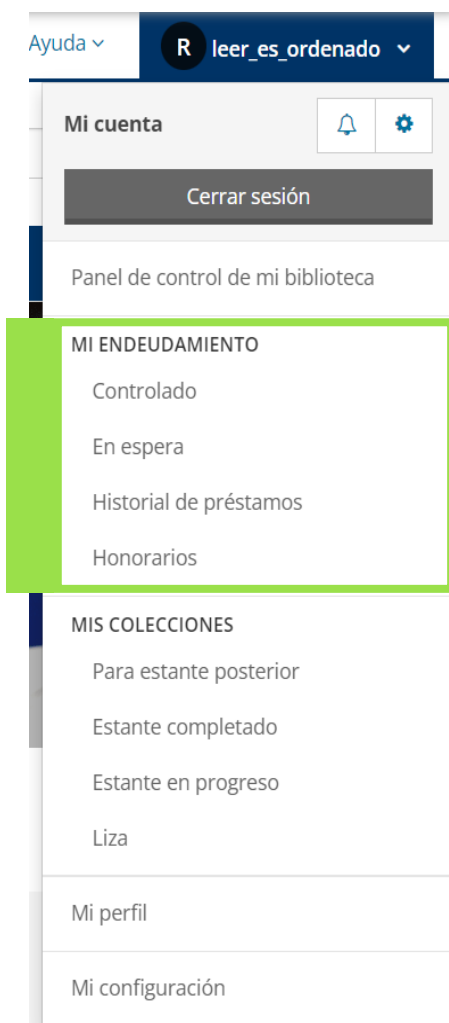 Ayuda
R leer_es_ordenado
Mi cuenta
Cerrar sesión
Panel de control de mi biblioteca
MI ENDEUDAMIENTO
Controlado
En espera
Historial de préstamos
Honorarios
MIS COLECCIONES
Para estante posterior
Estante completado
Estante en progreso
Liza
Mi perfil
Mi configuración